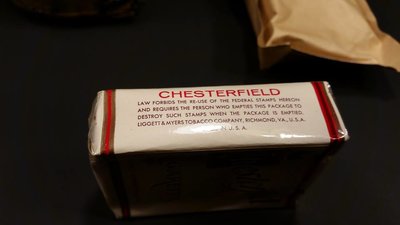 CHESTERFIELD
LAW FORBIDS THE RE-USE OF THE FEDERAL STAMPS HEREON
AND REQUIRES THE PERSON WHO EMPTIES THIS PACKAGE TO
DESTROY SUCH STAMPS WHEN THE PACKAGE IS EMPTIED.
LIGGETT & MYERS TOBACCO COMPANY, RICHMOND, VA., U.S.A.
IN U.S.A.